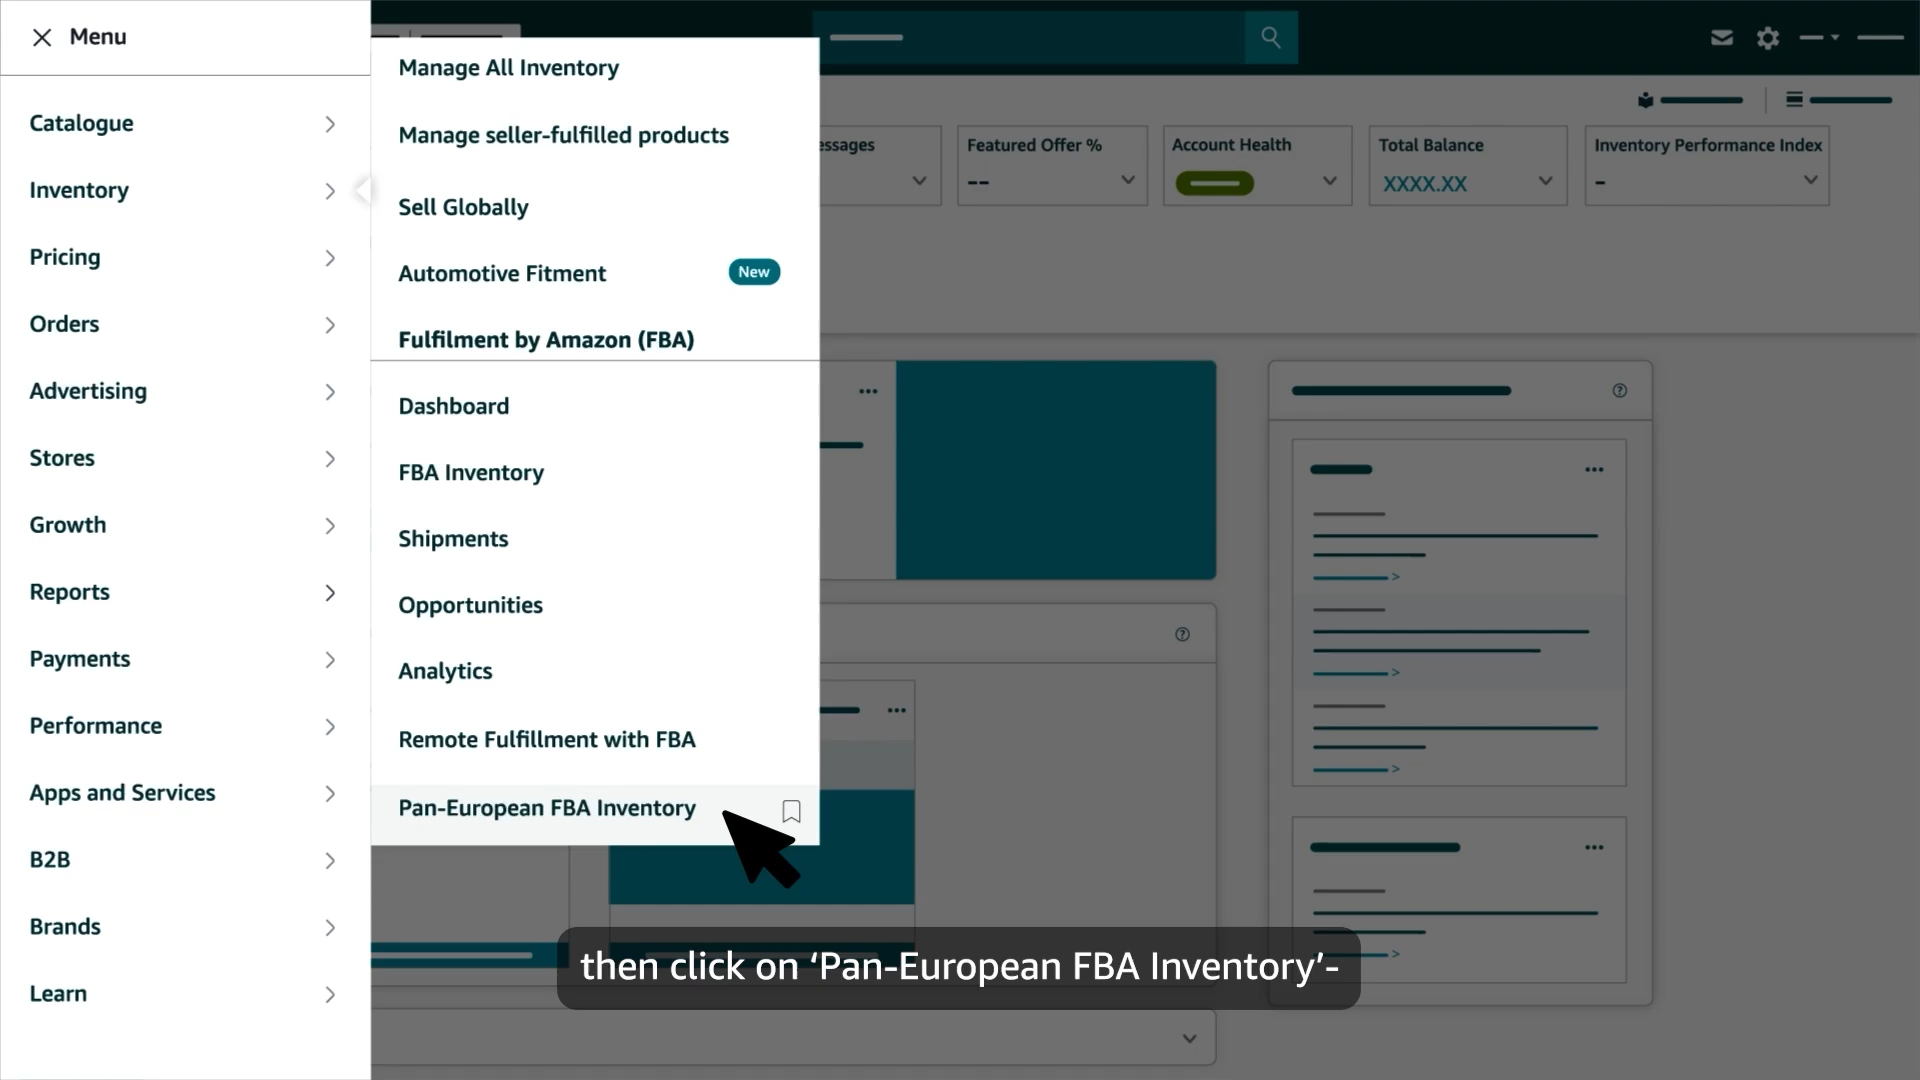 Menu
Catalogue
Inventory
Pricing
Orders
Advertising
Stores
Growth
Reports
Payments
Performance
Apps and Services
B2B
Brands
Learn
Manage All Inventory
Manage seller-fulfilled products
Sell Globally
Automotive Fitment New
Fulfilment by Amazon (FBA)
Dashboard
FBA Inventory
Shipments
Opportunities
Analytics
Remote Fulfillment with FBA
Pan-European FBA Inventory
essages
Featured Offer %
--
Account Health
Total Balance
XXXX.XX
Inventory Performance Index
-
then click on ‘Pan-European FBA Inventory’-